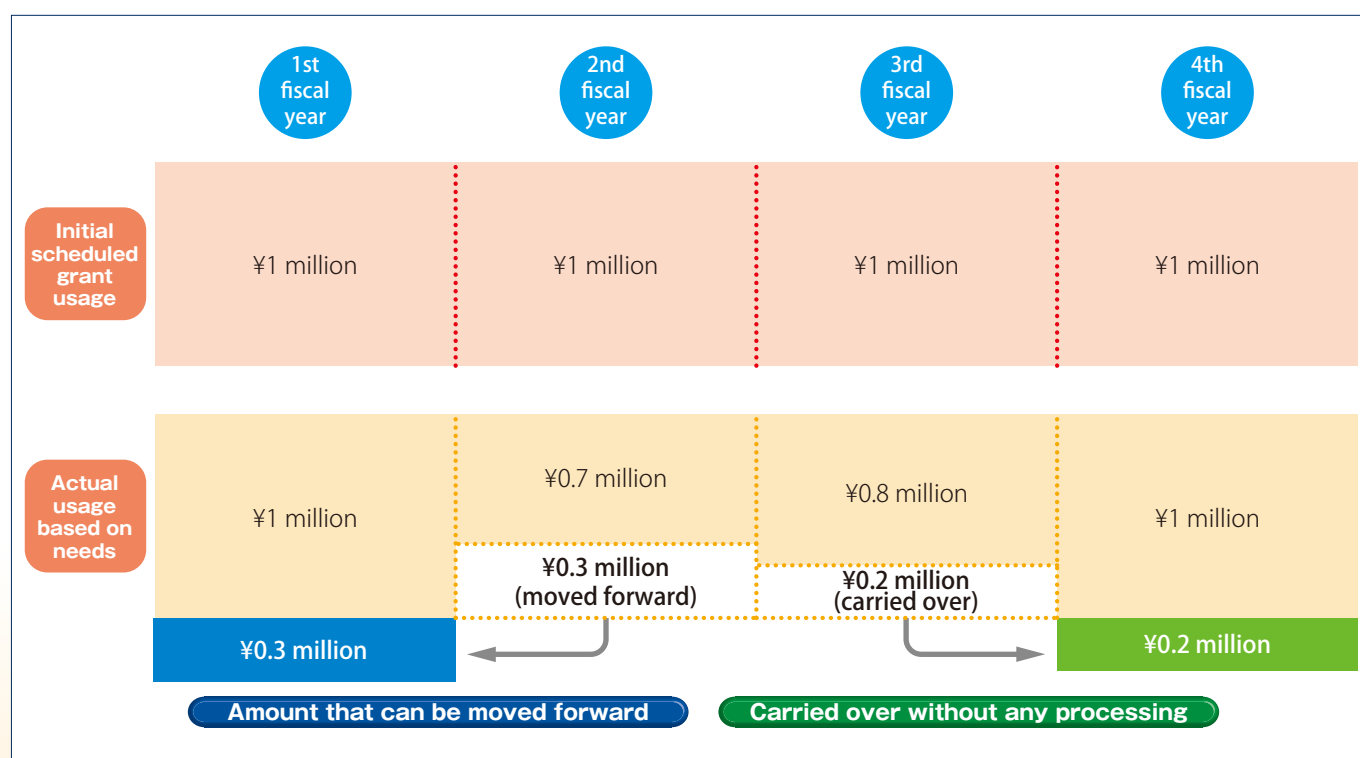 1st
fiscal
year
2nd
fiscal
year
3rd
fiscal
year
4th
fiscal
year
Initial
scheduled
grant
usage
¥1 million
¥1 million
¥1 million
¥1 million
Actual
usage
based on
needs
¥1 million
¥0.7 million
¥0.8 million
¥1 million
¥0.3 million
(moved forward)
¥0.2 million
(carried over)
¥0.3 million
¥0.2 million
Amount that can be moved forward
Carried over without any processing